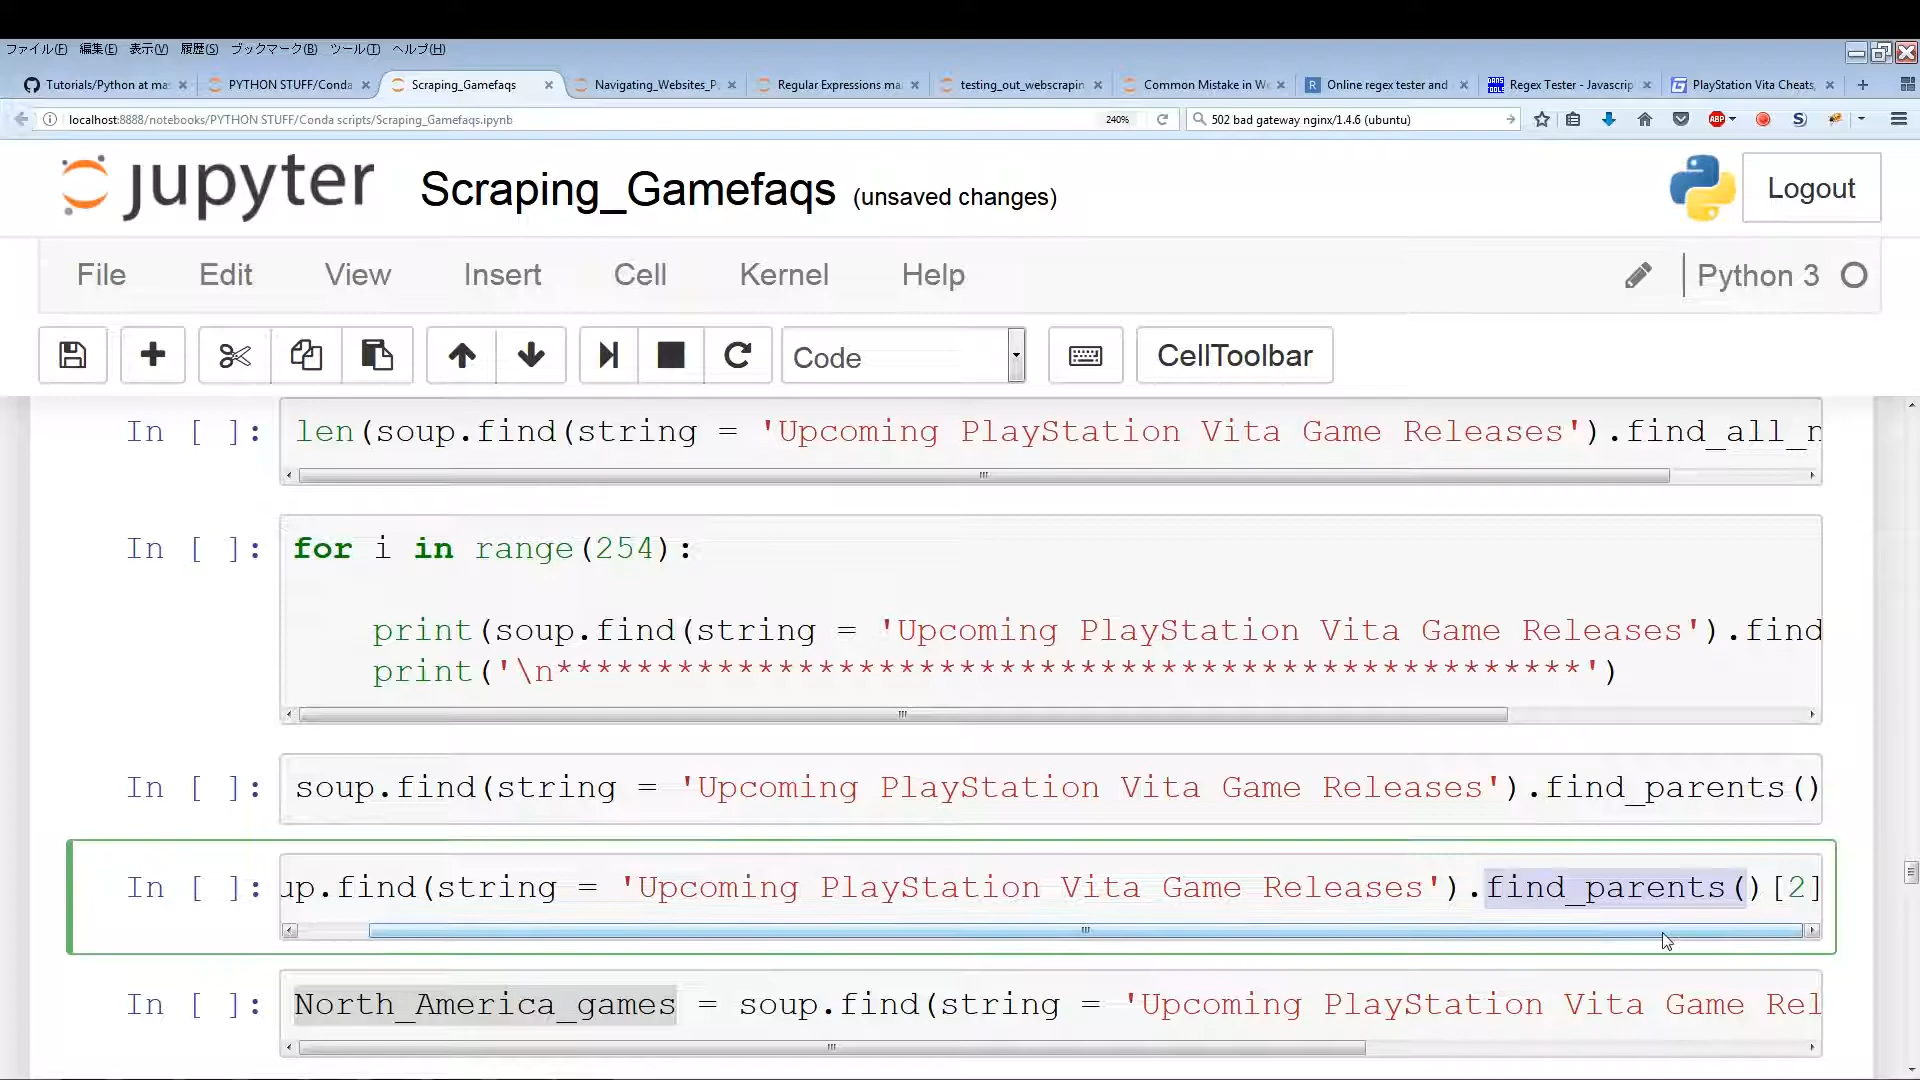 ファイル(F) 編集(E) 表示(V) 履歴(S) ブックマーク(B) ツール(T) ヘルプ(H)
Tutorials/Python at ma PYTHON STUFF/Conda Scraping_Gamefaqs Navigating_Websites_P Regular Expressions ma testing_out_webscrapin Common Mistake in W Online regex tester and Regex Tester - Javascrip PlayStation Vita Cheats,
localhost:8888/notebooks/PYTHON STUFF/Conda scripts/Scraping_Gamefaqs.ipynb 240% 502 bad gateway nginx/1.4.6 (ubuntu) ABP
jupyter Scraping_Gamefaqs (unsaved changes) Logout
File Edit View Insert Cell Kernel Help Python 3
Code CellToolbar
In [ ]: len(soup.find(string = 'Upcoming PlayStation Vita Game Releases').find_all_n
In [ ]: for i in range(254):
print(soup.find(string = 'Upcoming PlayStation Vita Game Releases').find
print('\n***************************************************')
In [ ]: soup.find(string = 'Upcoming PlayStation Vita Game Releases').find_parents()
In [ ]: up.find(string = 'Upcoming PlayStation Vita Game Releases').find_parents()[2]
In [ ]: North_America_games = soup.find(string = 'Upcoming PlayStation Vita Game Rel